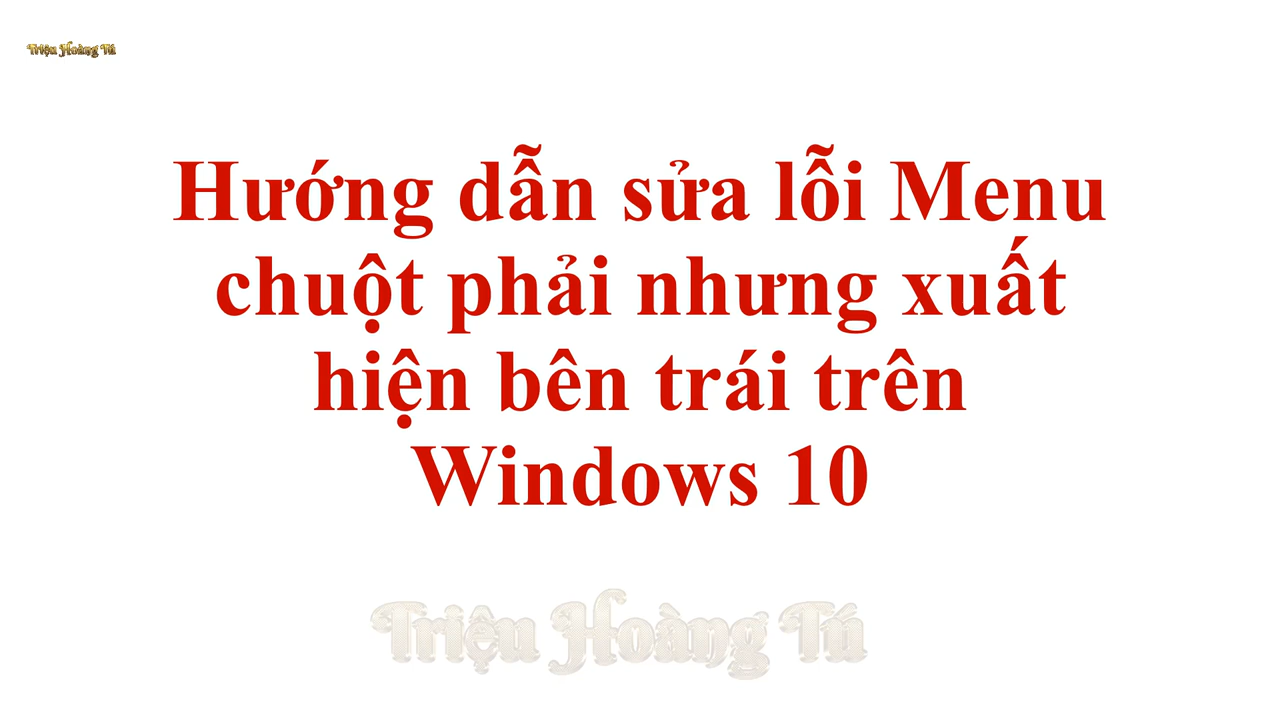 Triệu Hoàng Tú
Hướng dẫn sửa lỗi Menu
chuột phải nhưng xuất
hiện bên trái trên
Windows 10
Triệu Hoàng Tú